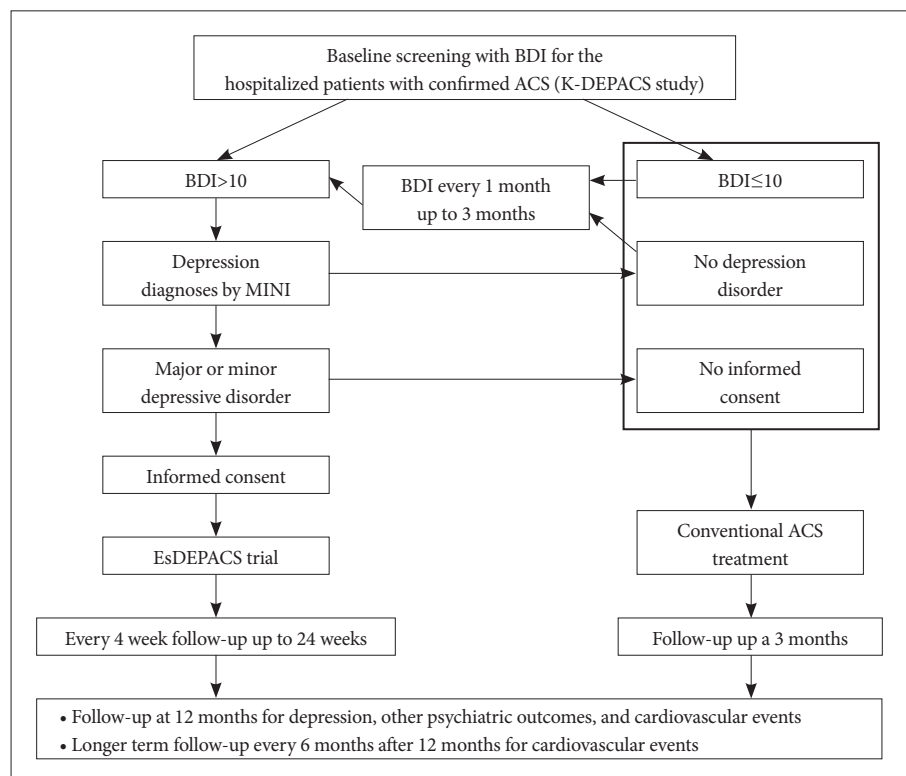 Baseline screening with BDI for the
hospitalized patients with confirmed ACS (K-DEPACS study)
BDI>10
BDI every 1 month
up to 3 months
BDI≤10
Depression
diagnoses by MINI
No depression
disorder
Major or minor
depressive disorder
No informed
consent
Informed consent
EsDEPACS trial
Conventional ACS
treatment
Every 4 week follow-up up to 24 weeks
Follow-up up a 3 months
• Follow-up at 12 months for depression, other psychiatric outcomes, and cardiovascular events
• Longer term follow-up every 6 months after 12 months for cardiovascular events